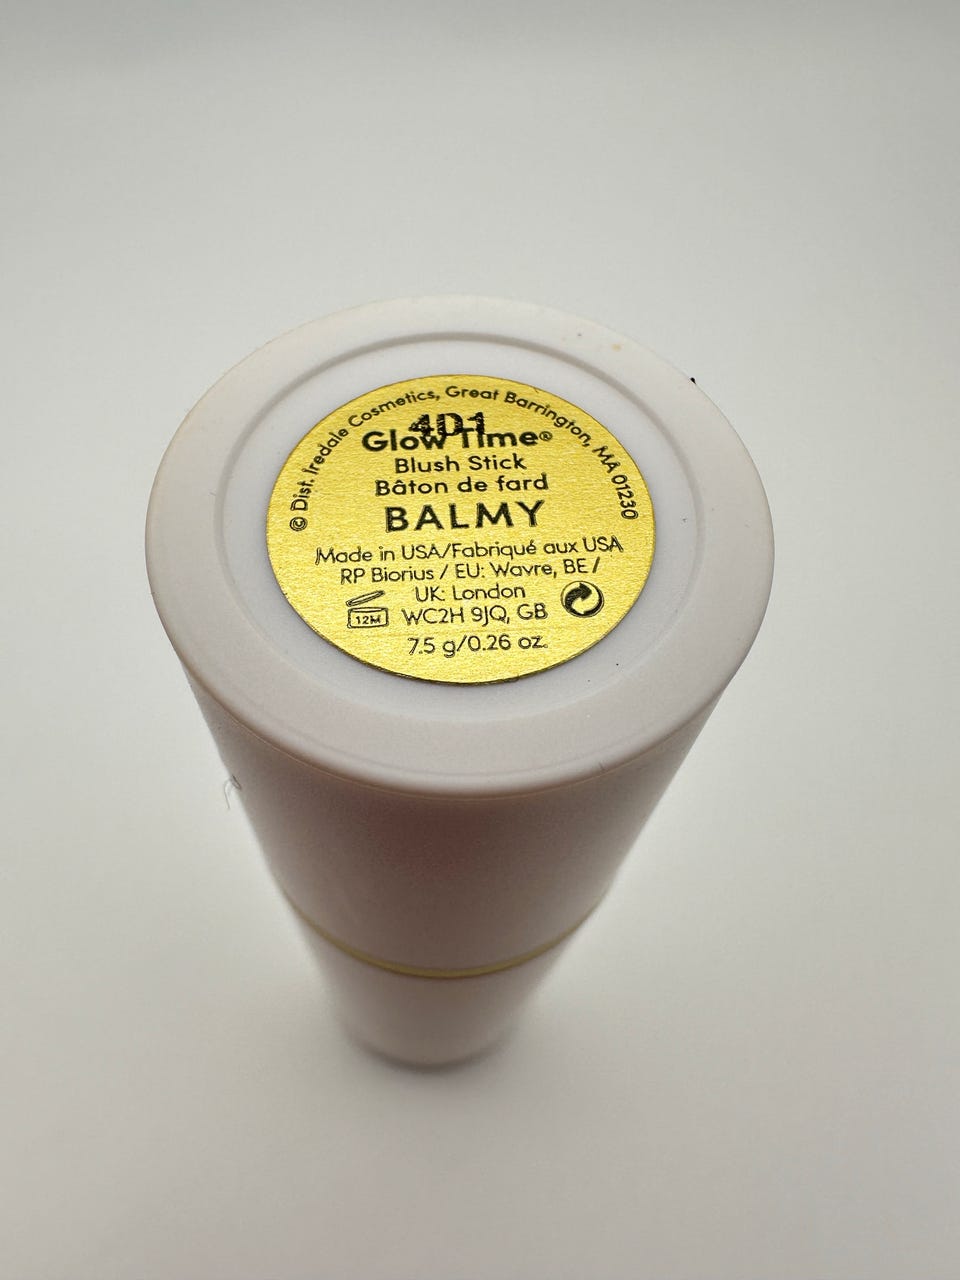 © Dist. Iredale Cosmetics, Great Barrington, MA 01230
4D1
Glow Time®
Blush Stick
Bâton de fard
BALMY
Made in USA/Fabriqué aux USA
RP Biorius / EU: Wavre, BE /
UK: London
12M WC2H 9JQ, GB
7.5 g/0.26 oz.